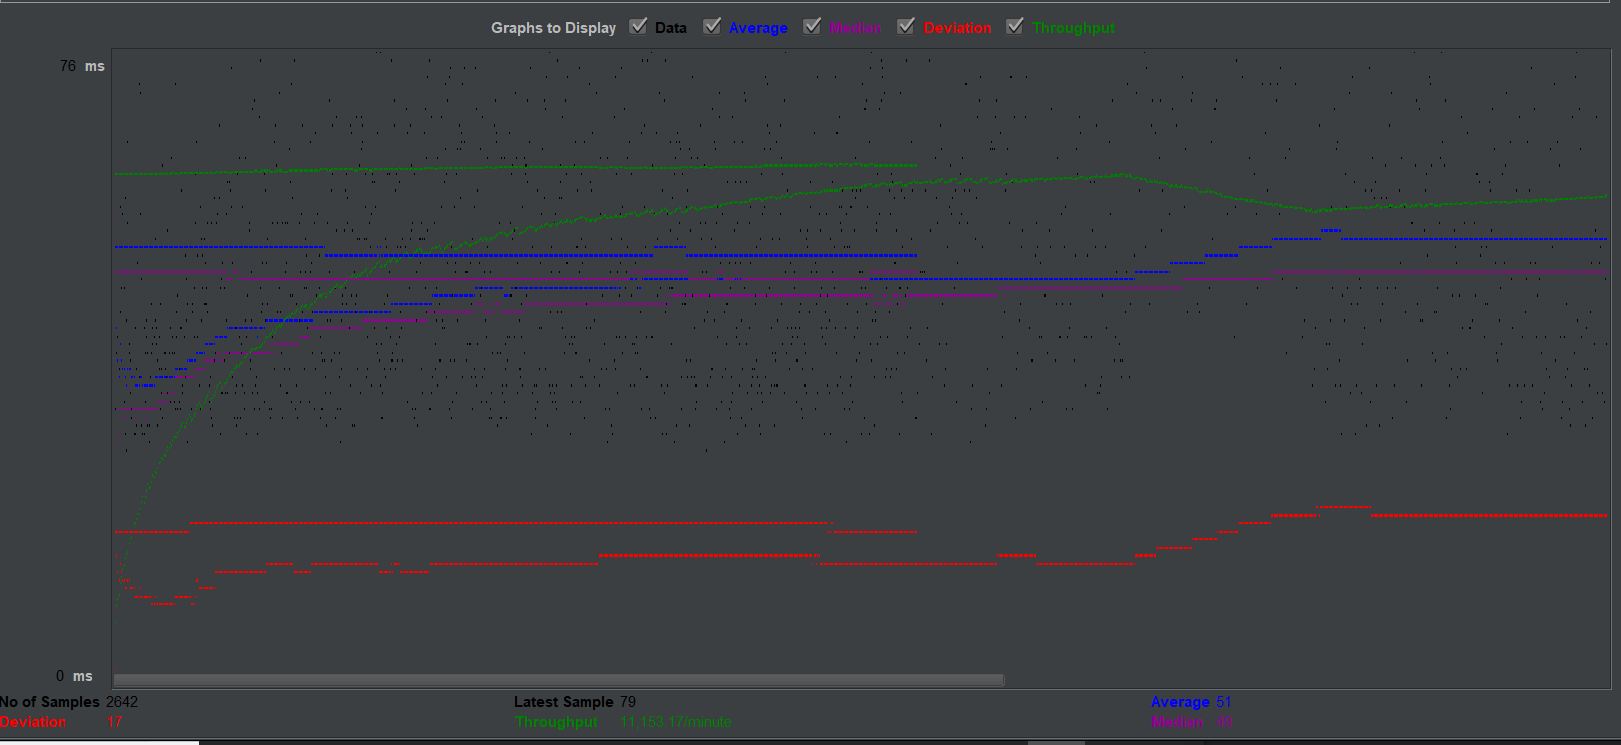 Graphs to Display Data Average Median Deviation Throughput
76 ms
0 ms
No of Samples 2642 Latest Sample 79 Average 51
Deviation 17 Throughput 11,153.17/minute Median